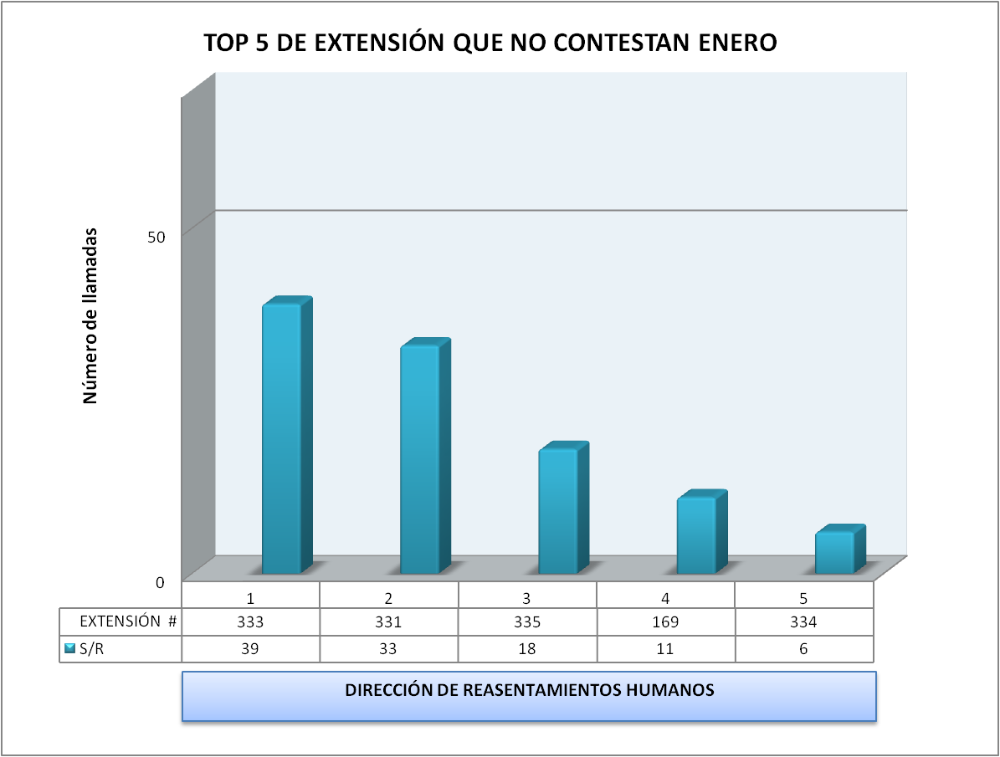 TOP 5 DE EXTENSIÓN QUE NO CONTESTAN ENERO
Número de llamadas
50
0
1 2 3 4 5
EXTENSIÓN # 333 331 335 169 334
S/R 39 33 18 11 6
DIRECCIÓN DE REASENTAMIENTOS HUMANOS